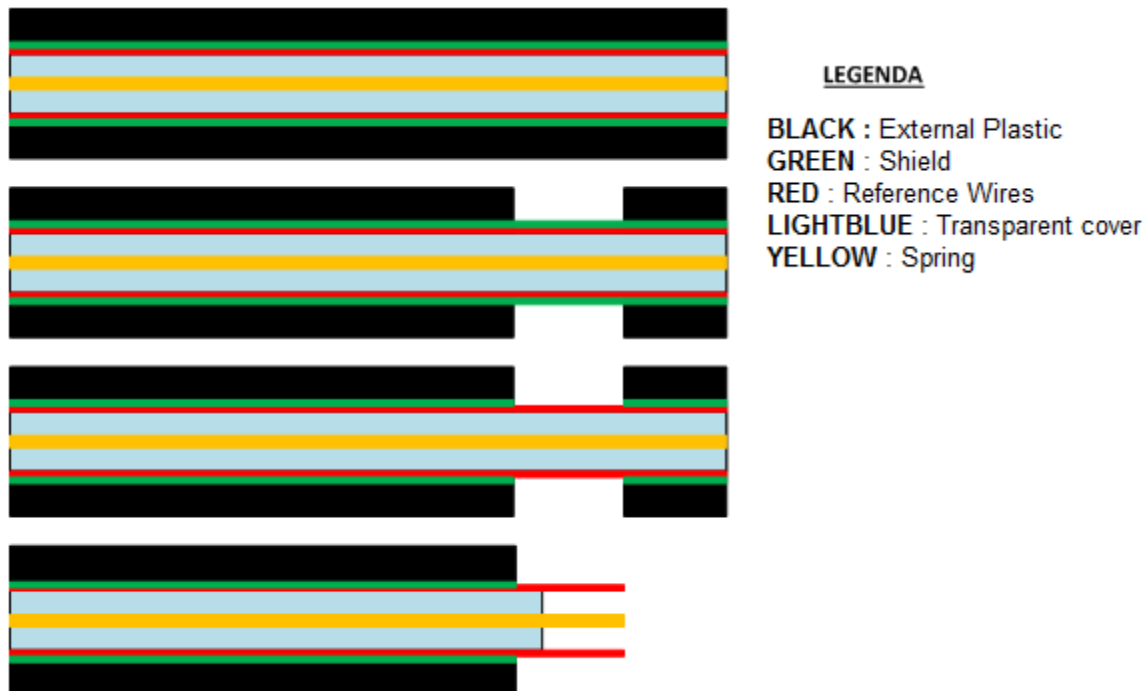 LEGENDA
BLACK : External Plastic
GREEN : Shield
RED : Reference Wires
LIGHTBLUE : Transparent cover
YELLOW : Spring